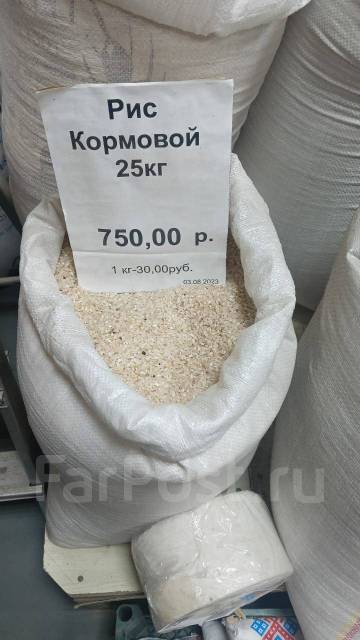 Рис
Кормовой
25кг
750,00 р.
1 кг-30,00руб.
03.08.2023
FarPost.ru